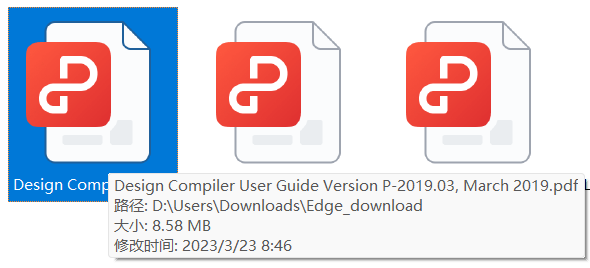 Design Comp
Design Compiler User Guide Version P-2019.03, March 2019.pdf
路径: D:\Users\Downloads\Edge_download
大小: 8.58 MB
修改时间: 2023/3/23 8:46